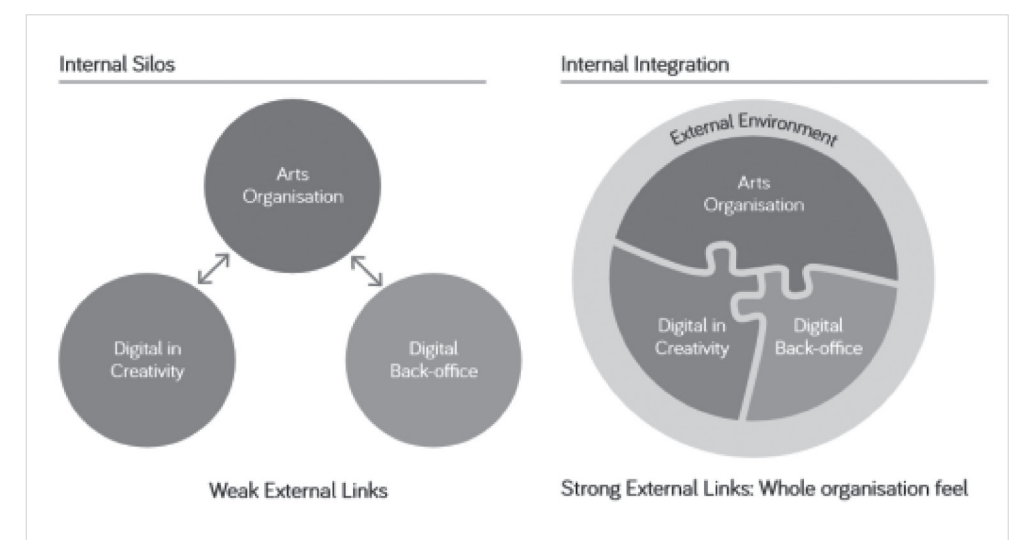 Internal Silos
Arts
Organisation
Digital in
Creativity
Digital
Back-office
Weak External Links
Internal Integration
External Environment
Arts
Organisation
Digital in
Creativity
Digital
Back-office
Strong External Links: Whole organisation feel